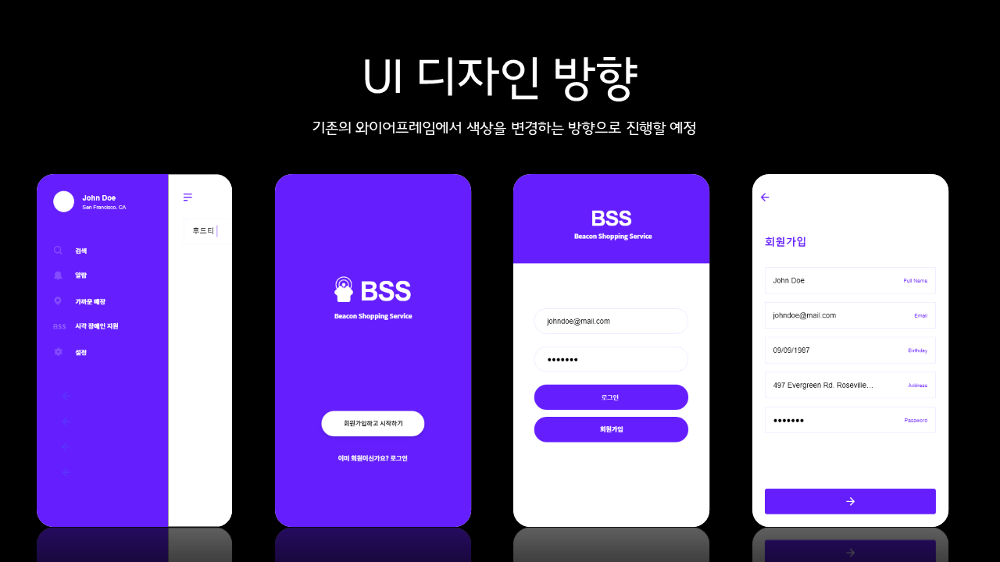 UI 디자인 방향
기존의 와이어프레임에서 색상을 변경하는 방향으로 진행할 예정
John Doe
San Francisco, CA
검색
알람
가까운 매장
BSS 시각 장애인 지원
설정
후드티
BSS
Beacon Shopping Service
회원가입하고 시작하기
이미 회원이신가요? 로그인
BSS
Beacon Shopping Service
johndoe@mail.com
●●●●●●●
로그인
회원가입
회원가입
John Doe Full Name
johndoe@mail.com Email
09/09/1987 Birthday
497 Evergreen Rd. Roseville... Address
●●●●●●● Password